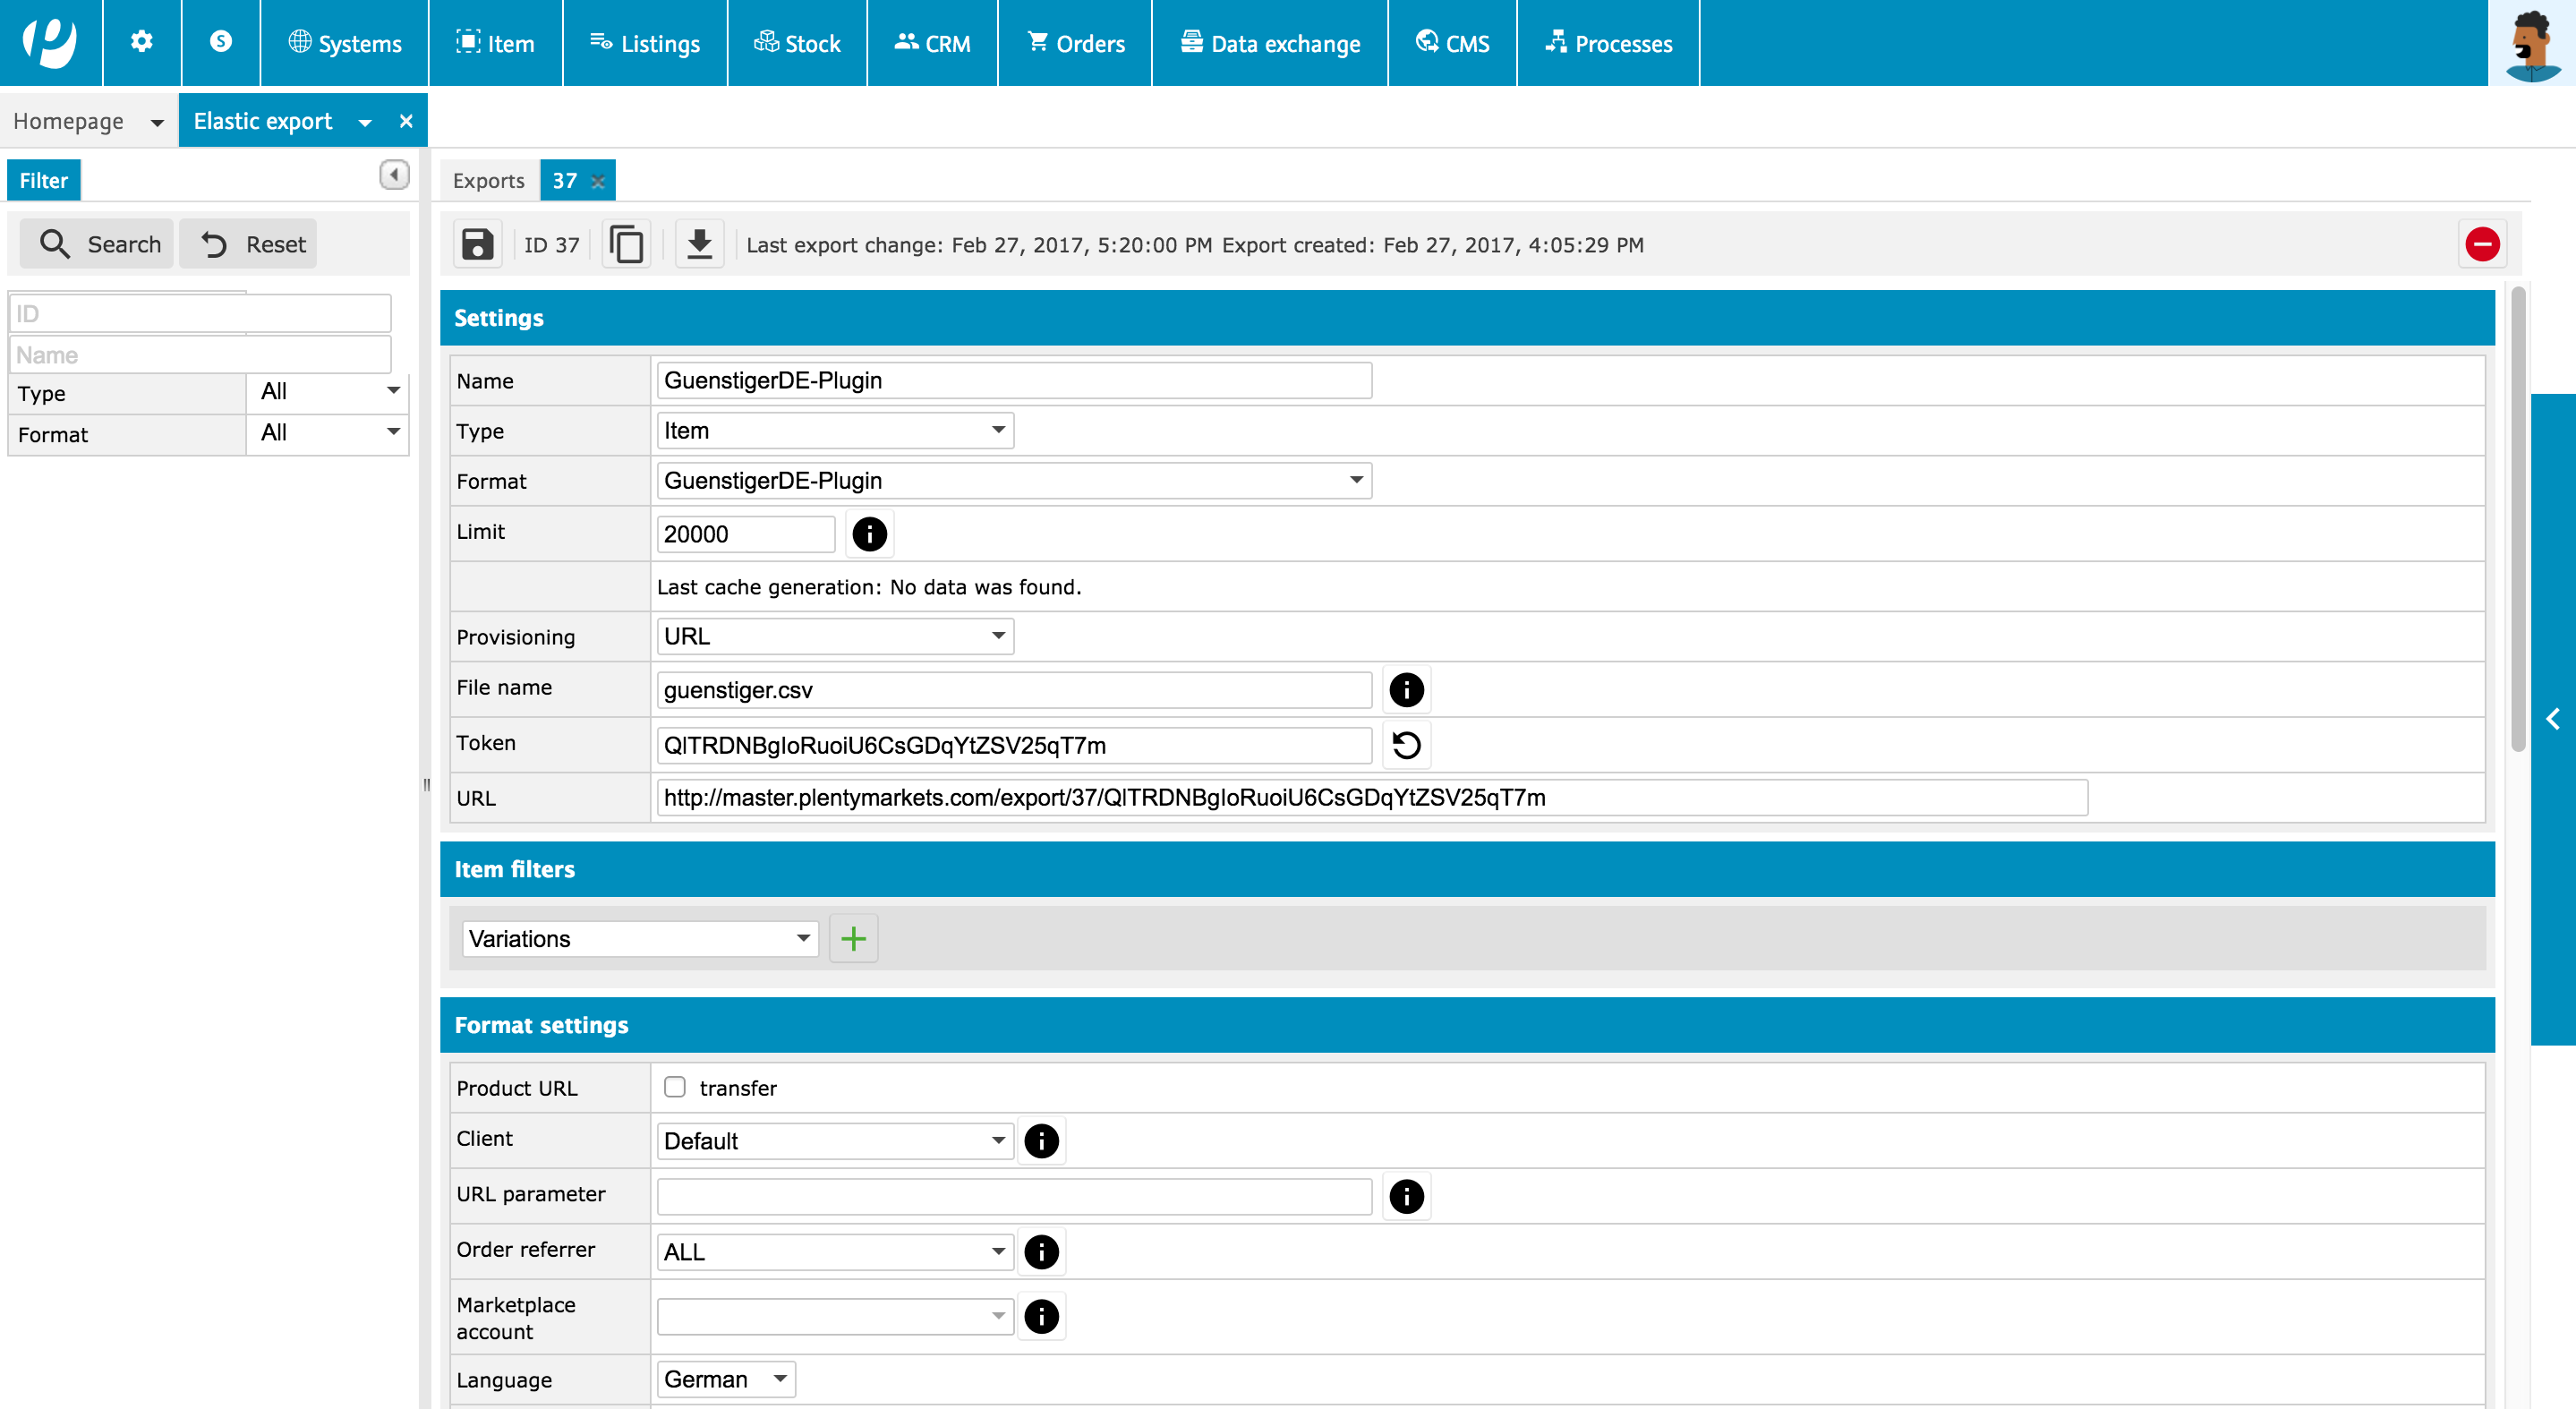 S Systems Item Listings Stock CRM Orders Data exchange CMS Processes
Homepage Elastic export
Filter
Search Reset
ID
Name
Type All
Format All
Exports 37
ID 37 Last export change: Feb 27, 2017, 5:20:00 PM Export created: Feb 27, 2017, 4:05:29 PM
Settings
Name GuenstigerDE-Plugin
Type Item
Format GuenstigerDE-Plugin
Limit 20000
Last cache generation: No data was found.
Provisioning URL
File name guenstiger.csv
Token QlTRDNBgloRuoiU6CsGDqYtZSV25qT7m
URL http://master.plentymarkets.com/export/37/QlTRDNBgloRuoiU6CsGDqYtZSV25qT7m
Item filters
Variations
Format settings
Product URL transfer
Client Default
URL parameter
Order referrer ALL
Marketplace
account
Language German